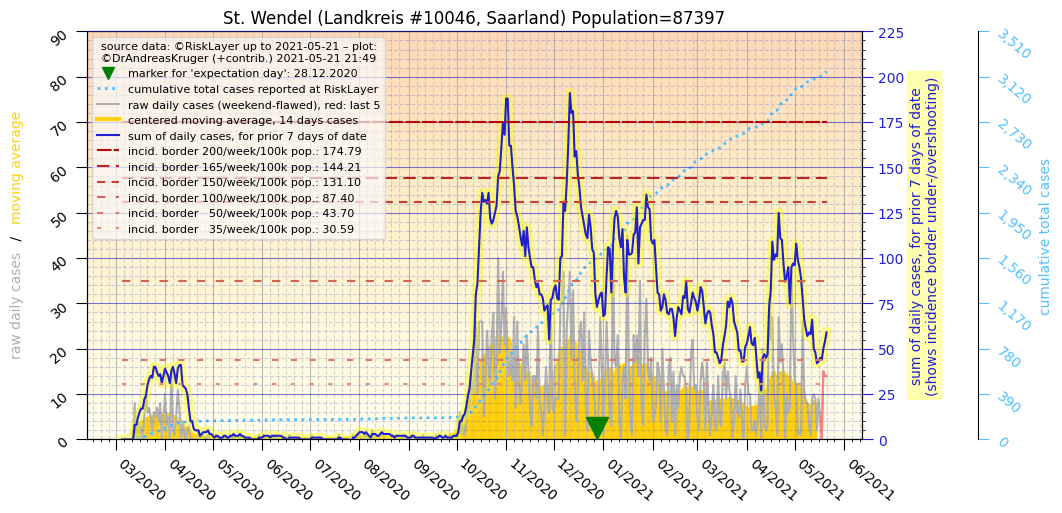 St. Wendel (Landkreis #10046, Saarland) Population=87397
source data: ©RiskLayer up to 2021-05-21 – plot:
©DrAndreasKruger (+contrib.) 2021-05-21 21:49
marker for 'expectation day': 28.12.2020
cumulative total cases reported at RiskLayer
raw daily cases (weekend-flawed), red: last 5
centered moving average, 14 days cases
sum of daily cases, for prior 7 days of date
incid. border 200/week/100k pop.: 174.79
incid. border 165/week/100k pop.: 144.21
incid. border 150/week/100k pop.: 131.10
incid. border 100/week/100k pop.: 87.40
incid. border   50/week/100k pop.: 43.70
incid. border   35/week/100k pop.: 30.59
raw daily cases / moving average
90
80
70
60
50
40
30
20
10
0
03/2020
04/2020
05/2020
06/2020
07/2020
08/2020
09/2020
10/2020
11/2020
12/2020
01/2021
02/2021
03/2021
04/2021
05/2021
06/2021
225
200
175
150
125
100
75
50
25
0
sum of daily cases, for prior 7 days of date
(shows incidence border under-/overshooting)
3,510
3,120
2,730
2,340
1,950
1,560
1,170
780
390
0
cumulative total cases